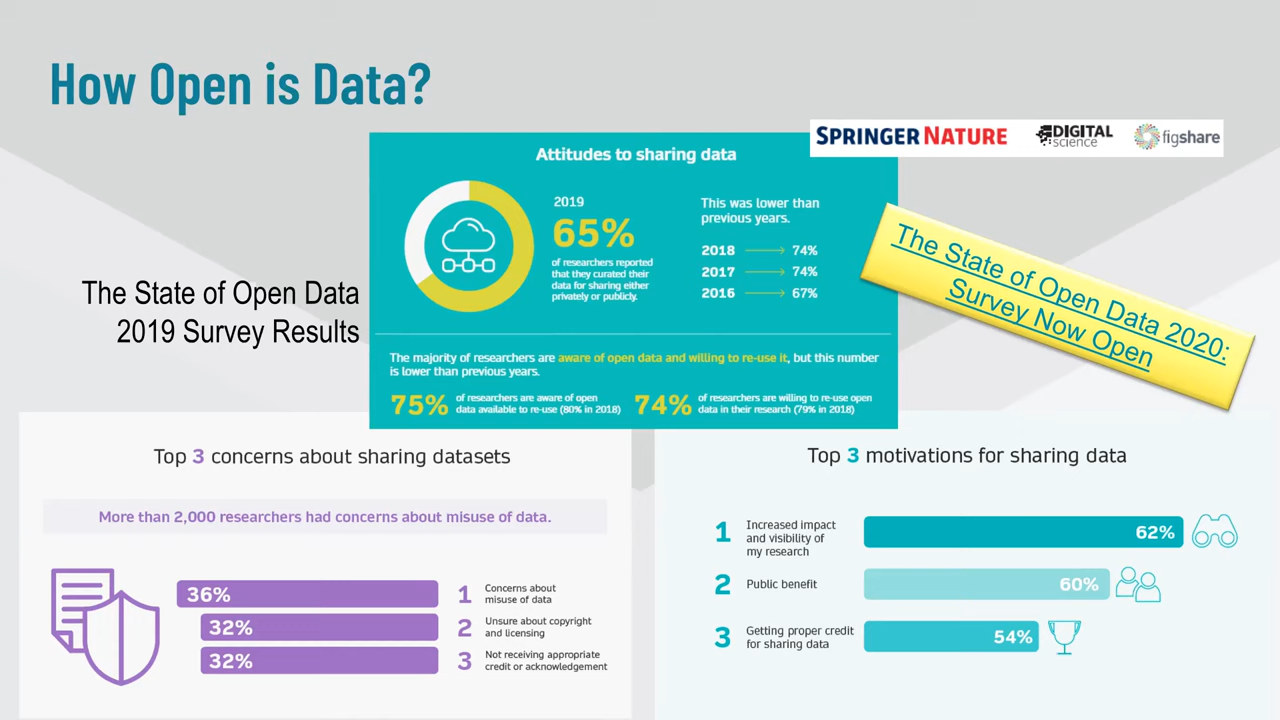 How Open is Data?
SPRINGER NATURE
DIGITAL
science
figshare
Attitudes to sharing data
2019
65%
of researchers reported
that they curated their
data for sharing either
privately or publicly.
This was lower than
previous years.
2018 74%
2017 74%
2016 67%
The State of Open Data
2019 Survey Results
The State of Open Data 2020:
Survey Now Open
The majority of researchers are aware of open data and willing to re-use it, but this number
is lower than previous years.
75% of researchers are aware of open
data available to re-use (80% in 2018)
74% of researchers are willing to re-use open
data in their research (79% in 2018)
Top 3 concerns about sharing datasets
More than 2,000 researchers had concerns about misuse of data.
36% 1 Concerns about
misuse of data
32% 2 Unsure about copyright
and licensing
32% 3 Not receiving appropriate
credit or acknowledgement
Top 3 motivations for sharing data
1 Increased impact
and visibility of
my research
62%
2 Public benefit 60%
3 Getting proper credit
for sharing data
54%